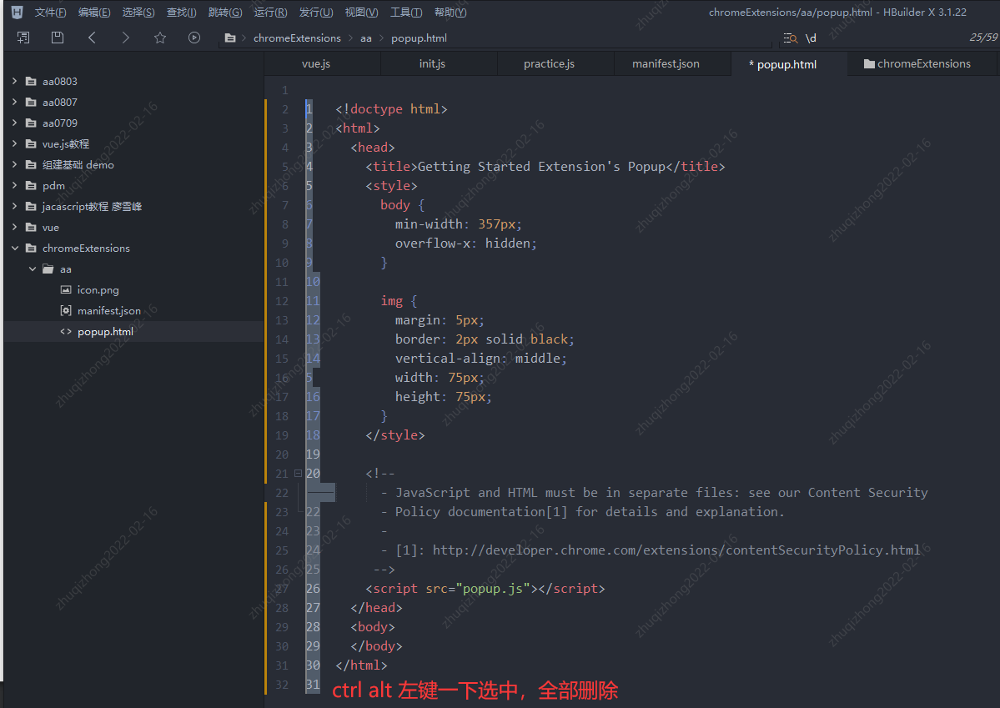 文件(F) 编辑(E) 选择(S) 查找(I) 跳转(G) 运行(R) 发行(U) 视图(V) 工具(T) 帮助(Y) chromeExtensions/aa/popup.html - HBuilder X 3.1.22
chromeExtensions aa popup.html \d 25/59
vue.js init.js practice.js manifest.json * popup.html chromeExtensions
aa0803
aa0807
aa0709
vue.js教程
组建基础 demo
pdm
jacascript教程 廖雪峰
vue
chromeExtensions
aa
icon.png
manifest.json
popup.html
1
2 1 <!doctype html>
3 2 <html>
4 3 <head>
5 4 <title>Getting Started Extension's Popup</title>
6 5 <style>
7 6 body {
8 7 min-width: 357px;
9 8 overflow-x: hidden;
10 9 }
11 10
12 11 img {
13 12 margin: 5px;
14 13 border: 2px solid black;
15 14 vertical-align: middle;
16 5 width: 75px;
17 16 height: 75px;
18 17 }
19 18 </style>
20 19
21 20 <!--
22 - JavaScript and HTML must be in separate files: see our Content Security
23 22 - Policy documentation[1] for details and explanation.
24 23 -
25 24 - [1]: http://developer.chrome.com/extensions/contentSecurityPolicy.html
26 25 -->
27 26 <script src="popup.js"></script>
28 27 </head>
29 28 <body>
30 29 </body>
31 30 </html>
32 31
ctrl alt 左键一下选中，全部删除
zhuqizhong2022-02-16